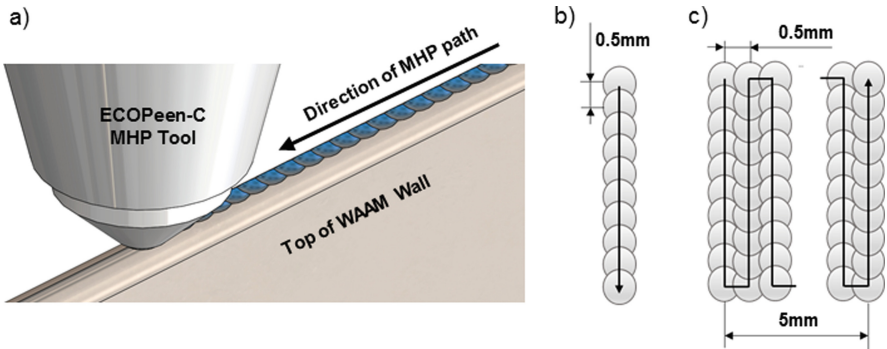 a)
ECOPeen-C
MHP Tool
Direction of MHP path
Top of WAAM Wall
b)
0.5mm
c)
0.5mm
5mm